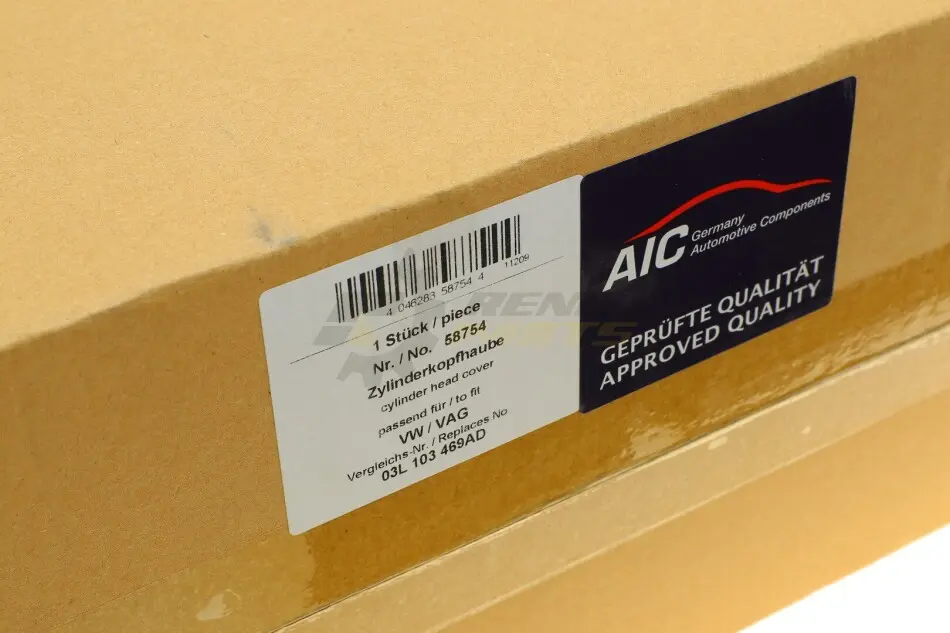 4 046283 58754 4
11209
1 Stück / piece
Nr. / No. 58754
Zylinderkopfhaube
cylinder head cover
passend für / to fit
VW / VAG
Vergleichs-Nr. / Replaces No
03L 103 469AD
AIC Germany
Automotive Components
GEPRÜFTE QUALITÄT
APPROVED QUALITY